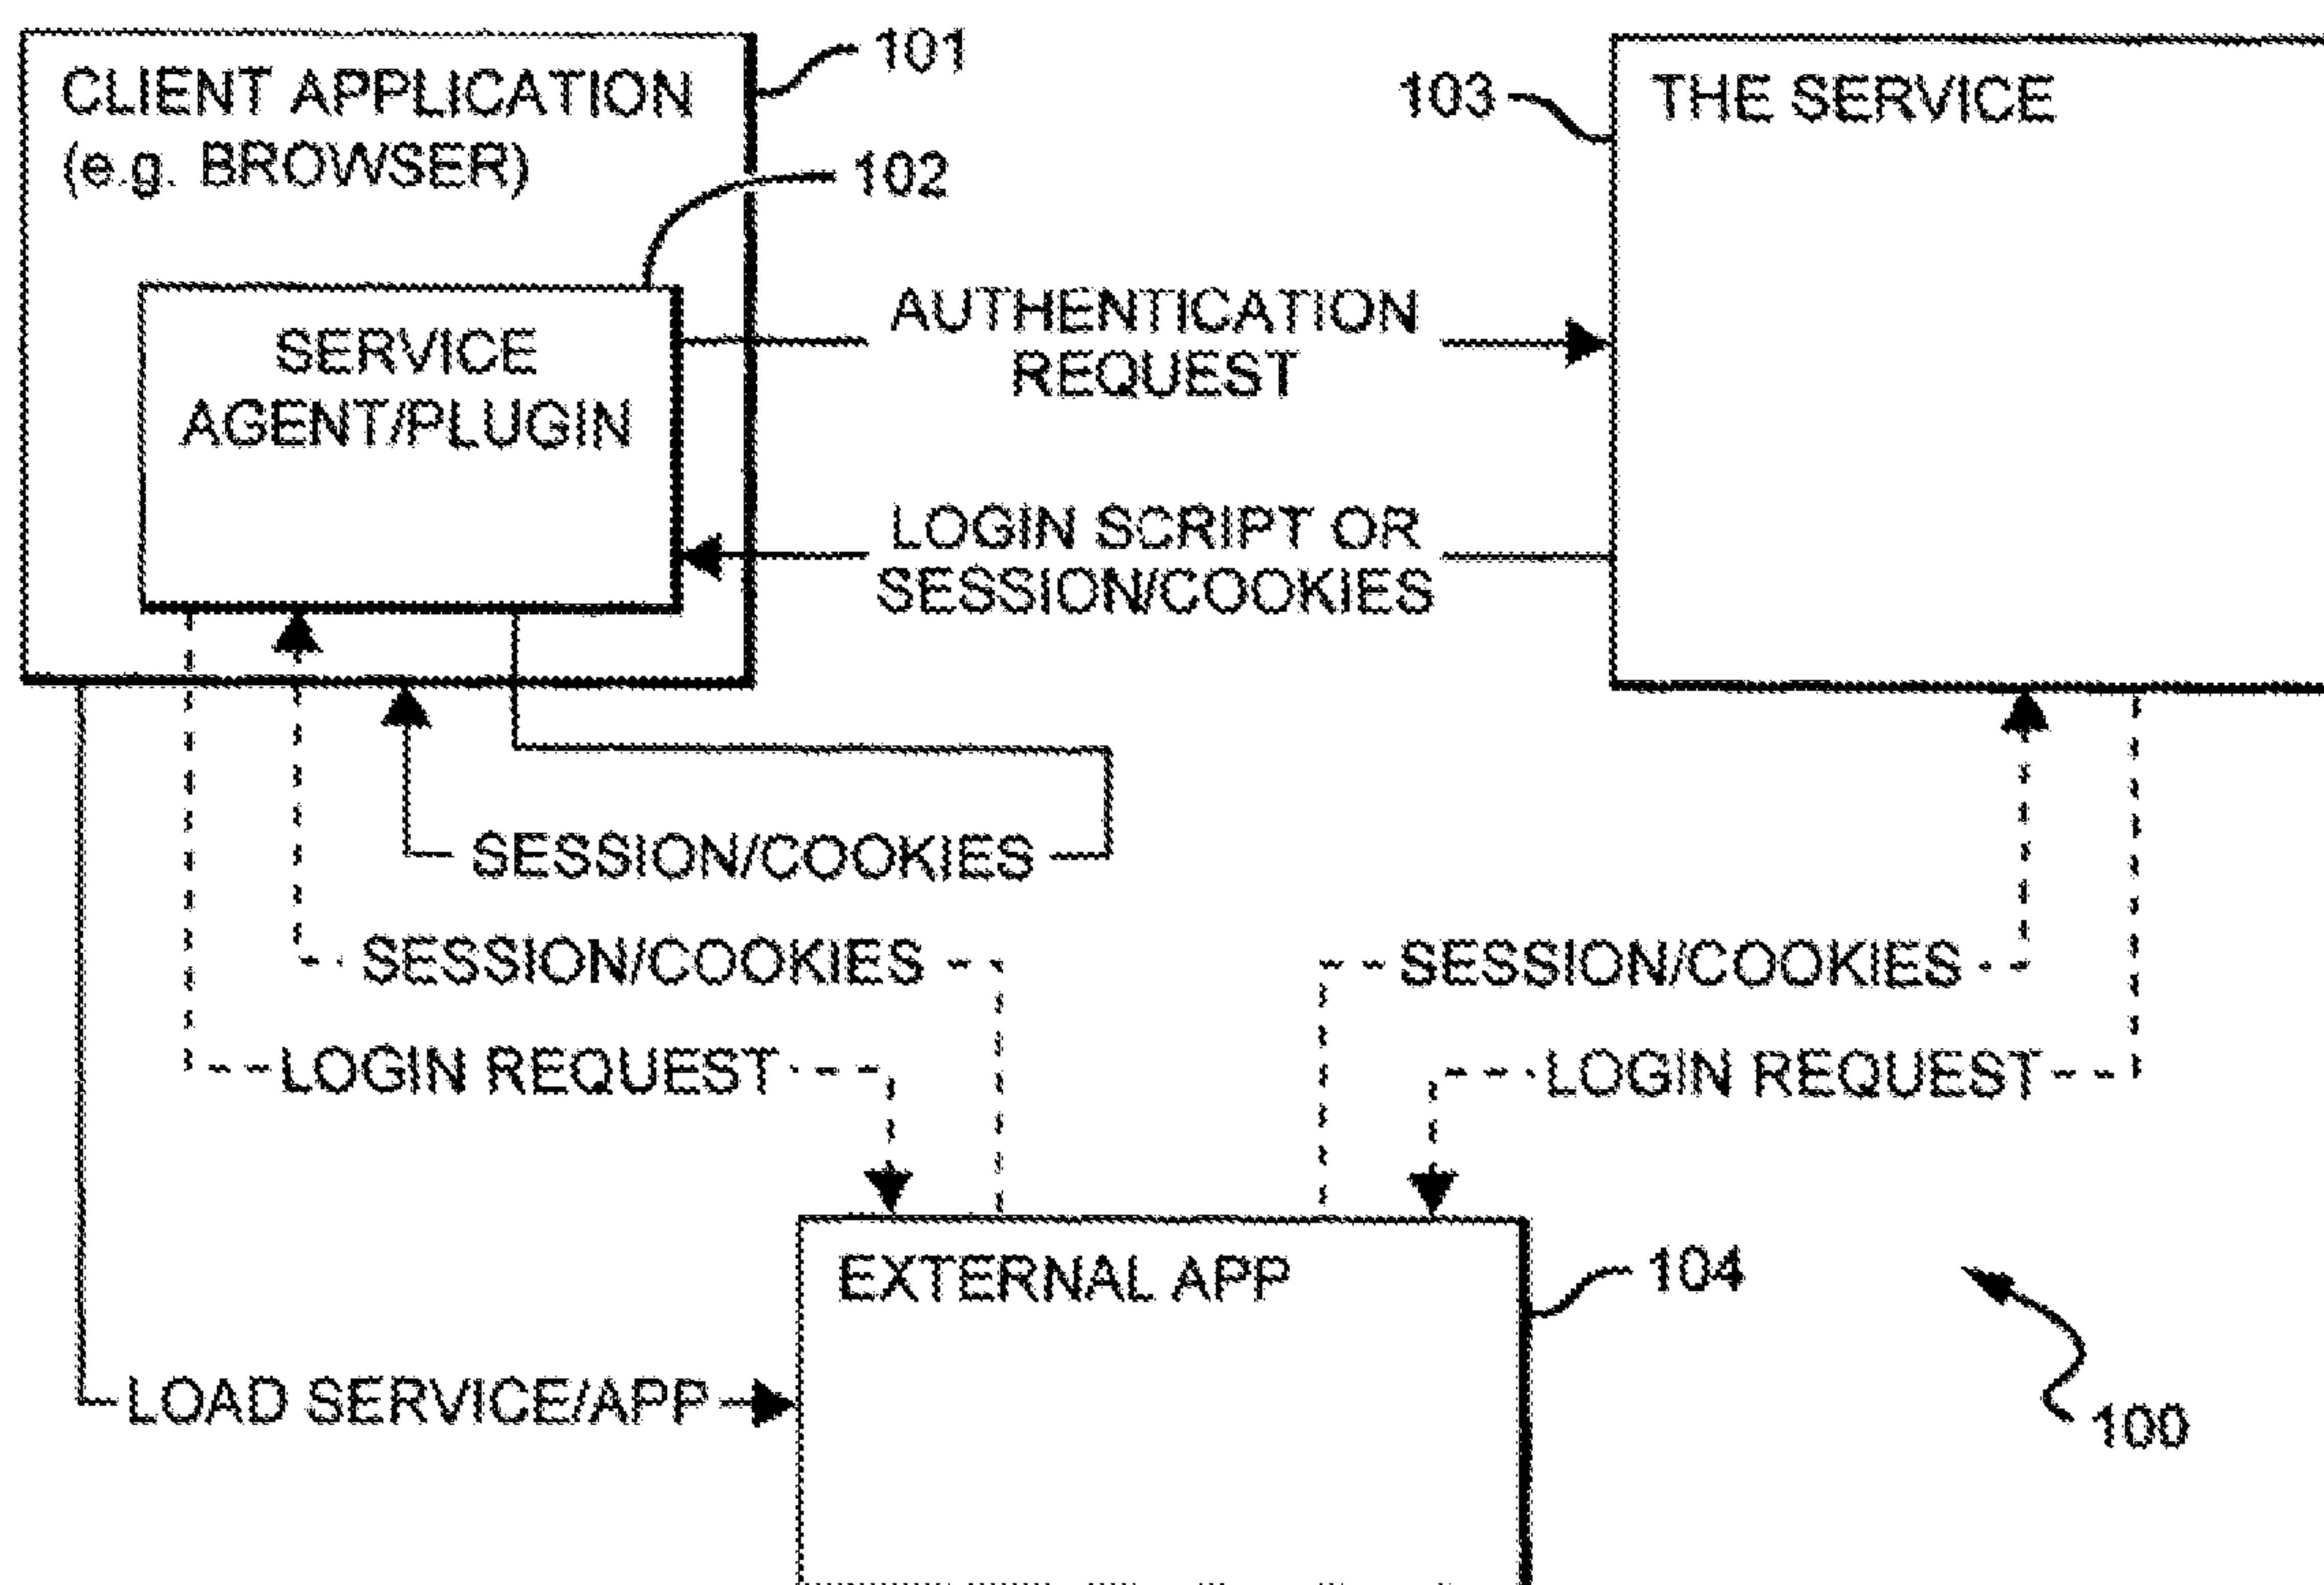 CLIENT APPLICATION
(e.g. BROWSER)
101
102
103
THE SERVICE
SERVICE
AGENT/PLUGIN
AUTHENTICATION
REQUEST
LOGIN SCRIPT OR
SESSION/COOKIES
SESSION/COOKIES
SESSION/COOKIES
SESSION/COOKIES
LOGIN REQUEST
LOGIN REQUEST
EXTERNAL APP
104
LOAD SERVICE/APP
100